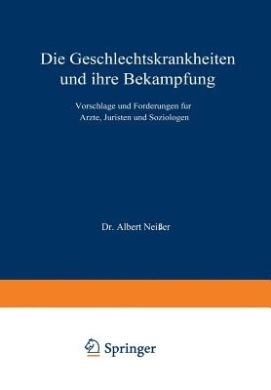 Die Geschlechtskrankheiten
und ihre Bekampfung
Vorschlage und Forderungen fur
Arzte, Juristen und Soziologen
Dr. Albert Neißer
Springer